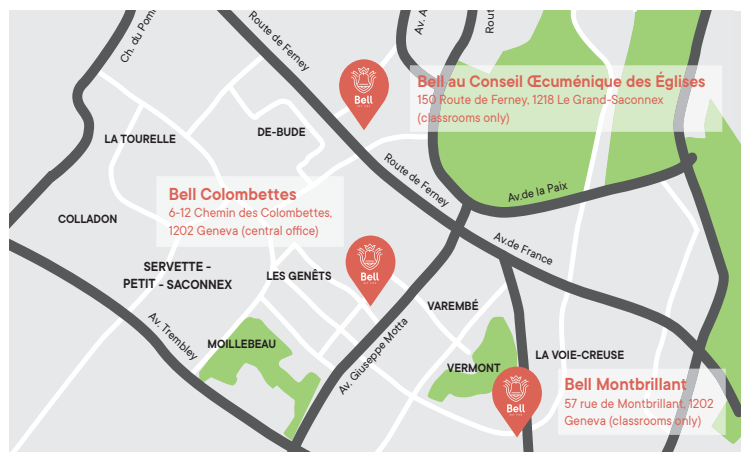 Ch. du Pom
Route de Ferney
Av. A
Rout
Bell
Bell au Conseil Œcuménique des Églises
150 Route de Ferney, 1218 Le Grand-Saconnex
(classrooms only)
LA TOURELLE
DE-BUDE
Route de Ferney
Av.de la Paix
Bell Colombettes
6-12 Chemin des Colombettes,
1202 Geneva (central office)
COLLADON
Av.de France
SERVETTE -
PETIT - SACONNEX
LES GENÊTS
Bell
VAREMBÉ
Av. Trembley
MOILLEBEAU
Av. Giuseppe Motta
LA VOIE-CREUSE
VERMONT
Bell
Bell Montbrillant
57 rue de Montbrillant, 1202
Geneva (classrooms only)